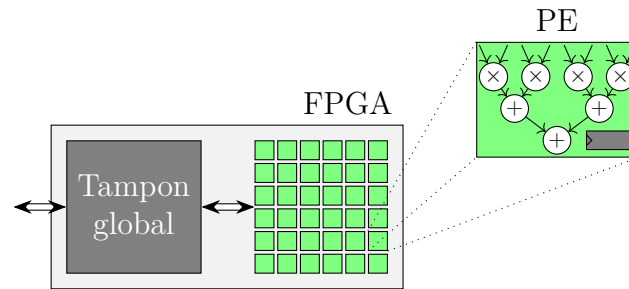 PE
× × × ×
+ +
+
FPGA
Tampon
global